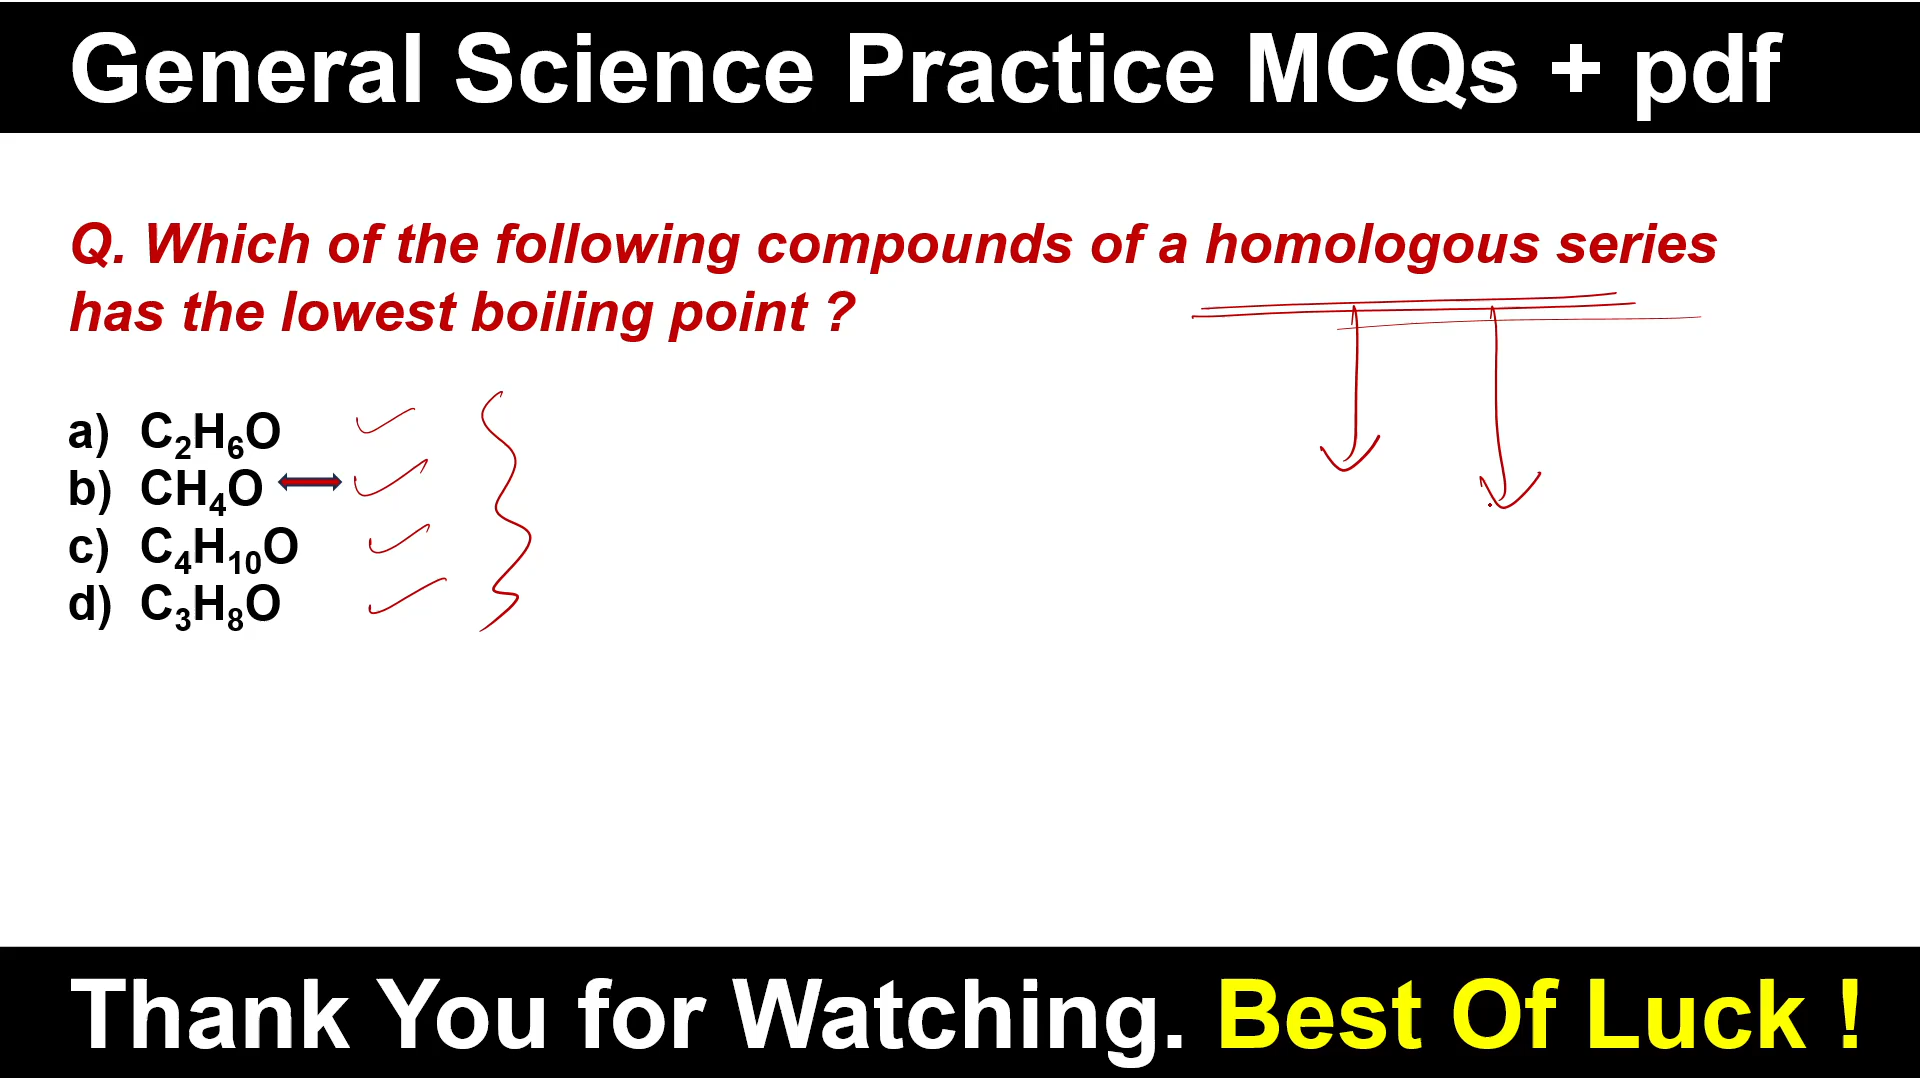 General Science Practice MCQs + pdf
Q. Which of the following compounds of a homologous series
has the lowest boiling point ?
a) C₂H₆O
b) CH₄O
c) C₄H₁₀O
d) C₃H₈O
Thank You for Watching. Best Of Luck !